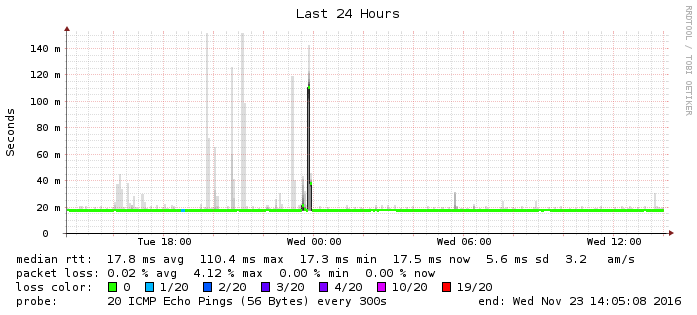 Last 24 Hours
RRDTOOL / TOBI OETIKER
Seconds
140 m
120 m
100 m
80 m
60 m
40 m
20 m
0
Tue 18:00 Wed 00:00 Wed 06:00 Wed 12:00
median rtt: 17.8 ms avg 110.4 ms max 17.3 ms min 17.5 ms now 5.6 ms sd 3.2 am/s
packet loss: 0.02 % avg 4.12 % max 0.00 % min 0.00 % now
loss color: 0 1/20 2/20 3/20 4/20 10/20 19/20
probe: 20 ICMP Echo Pings (56 Bytes) every 300s end: Wed Nov 23 14:05:08 2016